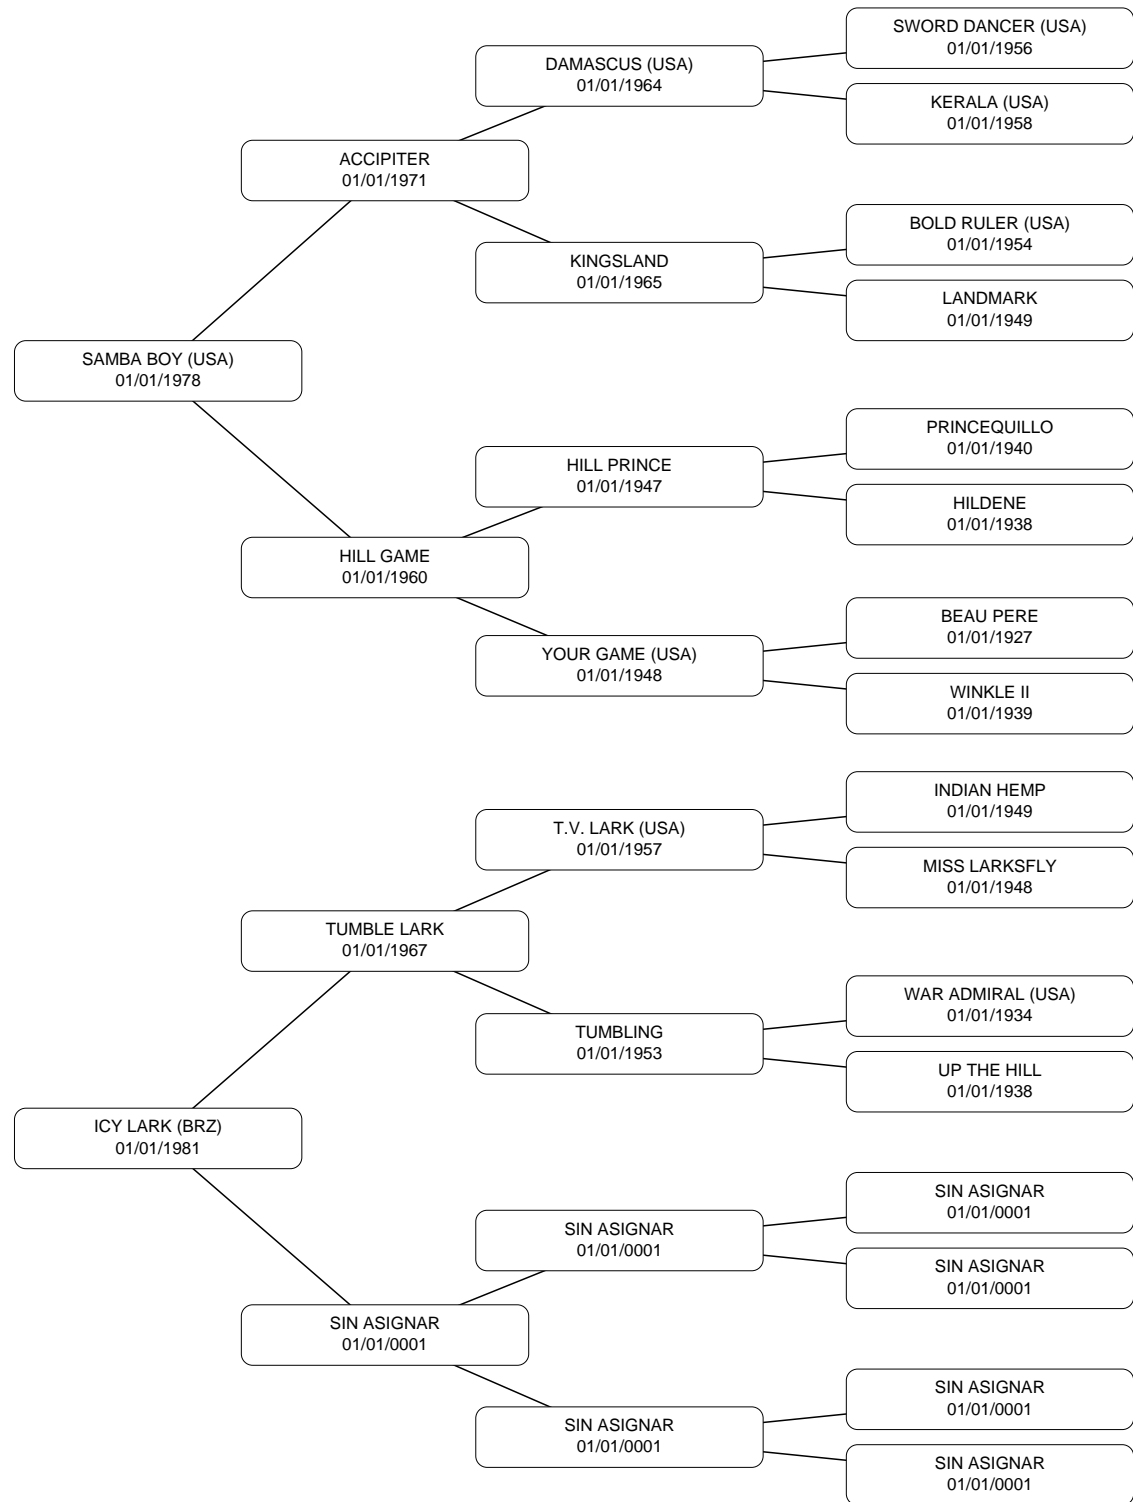 SWORD DANCER (USA)
01/01/1956
DAMASCUS (USA)
01/01/1964
KERALA (USA)
01/01/1958
ACCIPITER
01/01/1971
BOLD RULER (USA)
01/01/1954
KINGSLAND
01/01/1965
LANDMARK
01/01/1949
SAMBA BOY (USA)
01/01/1978
PRINCEQUILLO
01/01/1940
HILL PRINCE
01/01/1947
HILDENE
01/01/1938
HILL GAME
01/01/1960
BEAU PERE
01/01/1927
YOUR GAME (USA)
01/01/1948
WINKLE II
01/01/1939
INDIAN HEMP
01/01/1949
T.V. LARK (USA)
01/01/1957
MISS LARKSFLY
01/01/1948
TUMBLE LARK
01/01/1967
WAR ADMIRAL (USA)
01/01/1934
TUMBLING
01/01/1953
UP THE HILL
01/01/1938
ICY LARK (BRZ)
01/01/1981
SIN ASIGNAR
01/01/0001
SIN ASIGNAR
01/01/0001
SIN ASIGNAR
01/01/0001
SIN ASIGNAR
01/01/0001
SIN ASIGNAR
01/01/0001
SIN ASIGNAR
01/01/0001
SIN ASIGNAR
01/01/0001